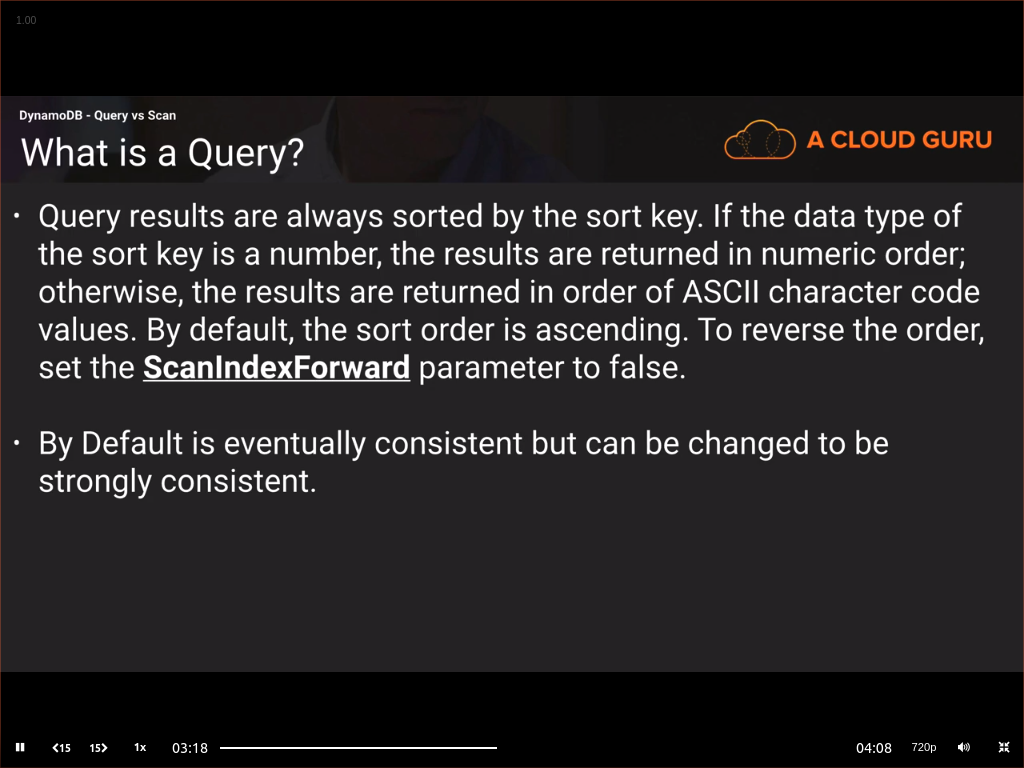 1.00
DynamoDB - Query vs Scan
What is a Query?
A CLOUD GURU
• Query results are always sorted by the sort key. If the data type of
the sort key is a number, the results are returned in numeric order;
otherwise, the results are returned in order of ASCII character code
values. By default, the sort order is ascending. To reverse the order,
set the ScanIndexForward parameter to false.
• By Default is eventually consistent but can be changed to be
strongly consistent.
15 15 1x 03:18 04:08 720p